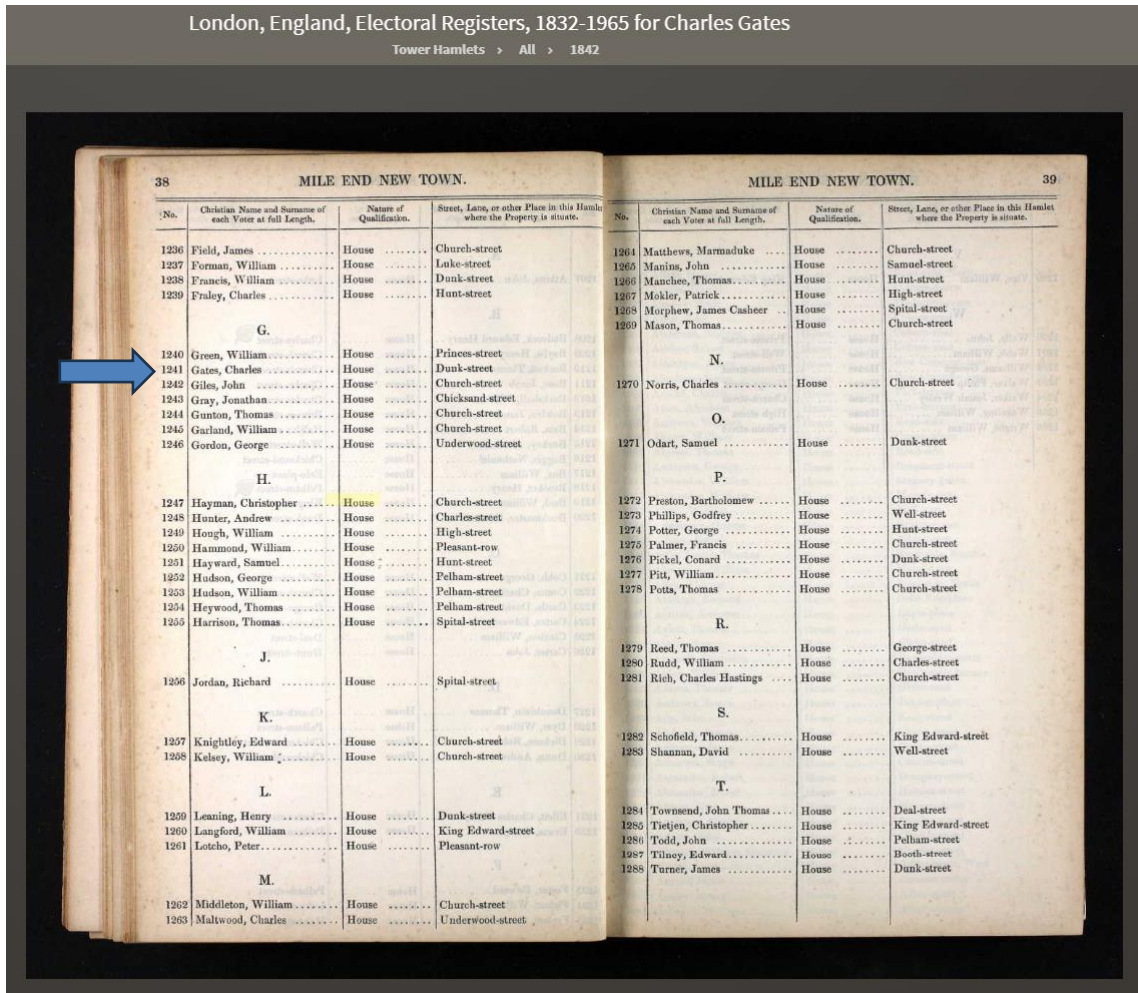 London, England, Electoral Registers, 1832-1965 for Charles Gates
Tower Hamlets › All › 1842
38 MILE END NEW TOWN.
No. Christian Name and Surname of each Voter at full Length. Nature of Qualification. Street, Lane, or other Place in this Hamlet where the Property is situate.
1236 Field, James .............. House ........ Church-street
1237 Forman, William .......... House ........ Luke-street
1238 Francis, William .......... House ........ Dunk-street
1239 Fraley, Charles ............ House ........ Hunt-street
G.
1240 Green, William ............ House ........ Princes-street
1241 Gates, Charles ............ House ........ Dunk-street
1242 Giles, John .............. House ........ Church-street
1243 Gray, Jonathan ............ House ........ Chicksand-street
1244 Gunton, Thomas .......... House ........ Church-street
1245 Garland, William .......... House ........ Church-street
1246 Gordon, George .......... House ........ Underwood-street
H.
1247 Hayman, Christopher .... House ........ Church-street
1248 Hunter, Andrew .......... House ........ Charles-street
1249 Hough, William .......... House ........ High-street
1250 Hammond, William ........ House ........ Pleasant-row
1251 Hayward, Samuel .......... House ........ Hunt-street
1252 Hudson, George .......... House ........ Pelham-street
1253 Hudson, William .......... House ........ Pelham-street
1254 Heywood, Thomas ........ House ........ Pelham-street
1255 Harrison, Thomas .......... House ........ Spital-street
J.
1256 Jordan, Richard .......... House ........ Spital-street
K.
1257 Knightley, Edward ........ House ........ Church-street
1258 Kelsey, William ............ House ........ Church-street
L.
1259 Leaning, Henry ............ House ........ Dunk-street
1260 Langford, William ........ House ........ King Edward-street
1261 Lotcho, Peter .............. House ........ Pleasant-row
M.
1262 Middleton, William ........ House ........ Church-street
1263 Maltwood, Charles ........ House ........ Underwood-street
MILE END NEW TOWN. 39
No. Christian Name and Surname of each Voter at full Length. Nature of Qualification. Street, Lane, or other Place in this Hamlet where the Property is situate.
1264 Matthews, Marmaduke .... House ........ Church-street
1265 Manins, John ............ House ........ Samuel-street
1266 Manchee, Thomas .......... House ........ Hunt-street
1267 Mokler, Patrick ............ House ........ High-street
1268 Morphew, James Casheer .. House ........ Spital-street
1269 Mason, Thomas ............ House ........ Church-street
N.
1270 Norris, Charles ............ House ........ Church-street
O.
1271 Odart, Samuel ............ House ........ Dunk-street
P.
1272 Preston, Bartholomew ...... House ........ Church-street
1273 Phillips, Godfrey .......... House ........ Well-street
1274 Potter, George ............ House ........ Hunt-street
1275 Palmer, Francis .......... House ........ Church-street
1276 Pickel, Conard ............ House ........ Dunk-street
1277 Pitt, William .............. House ........ Church-street
1278 Potts, Thomas ............ House ........ Church-street
R.
1279 Reed, Thomas ............ House ........ George-street
1280 Rudd, William ............ House ........ Charles-street
1281 Rich, Charles Hastings .... House ........ Church-street
S.
1282 Schofield, Thomas .......... House ........ King Edward-street
1283 Shannan, David .......... House ........ Well-street
T.
1284 Townsend, John Thomas .... House ........ Deal-street
1285 Tietjen, Christopher ........ House ........ King Edward-street
1286 Todd, John .............. House ........ Pelham-street
1287 Tilney, Edward ............ House ........ Booth-street
1288 Turner, James ............ House ........ Dunk-street